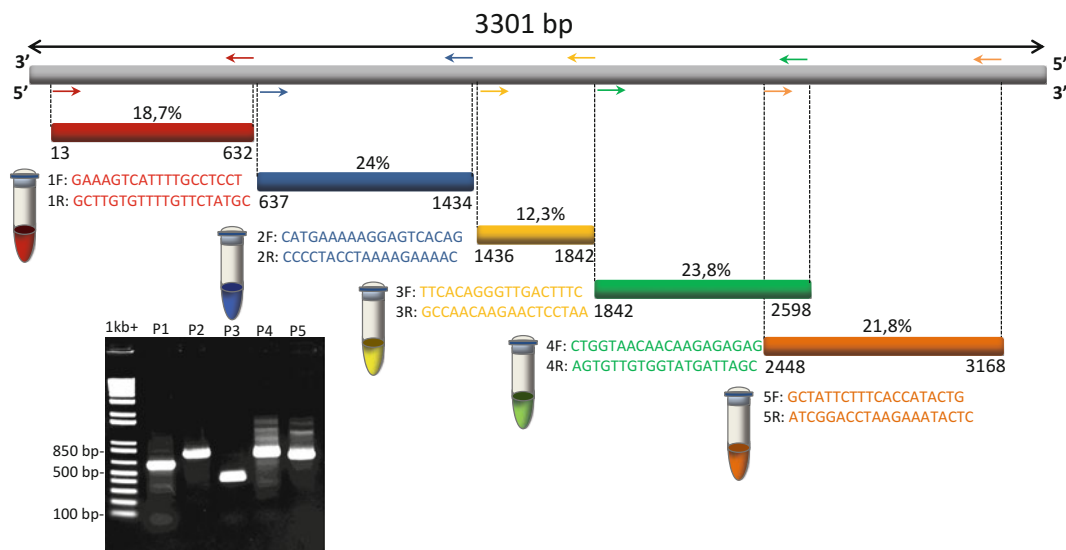 3301 bp
3’ 5’
5’ 3’
18,7%
13 632
1F: GAAAGTCATTTTGCCTCCT
1R: GCTTGTGTTTTGTTCTATGC
24%
637 1434
2F: CATGAAAAAGGAGTCACAG
2R: CCCCTACCTAAAAGAAAAC
12,3%
1436 1842
3F: TTCACAGGGTTGACTTTC
3R: GCCAACAAGAACTCCTAA
23,8%
1842 2598
4F: CTGGTAACAACAAGAGAGAG
4R: AGTGTTGTGGTATGATTAGC
21,8%
2448 3168
5F: GCTATTCTTTCACCATACTG
5R: ATCGGACCTAAGAAATACTC
1kb+ P1 P2 P3 P4 P5
850 bp-
500 bp-
100 bp-